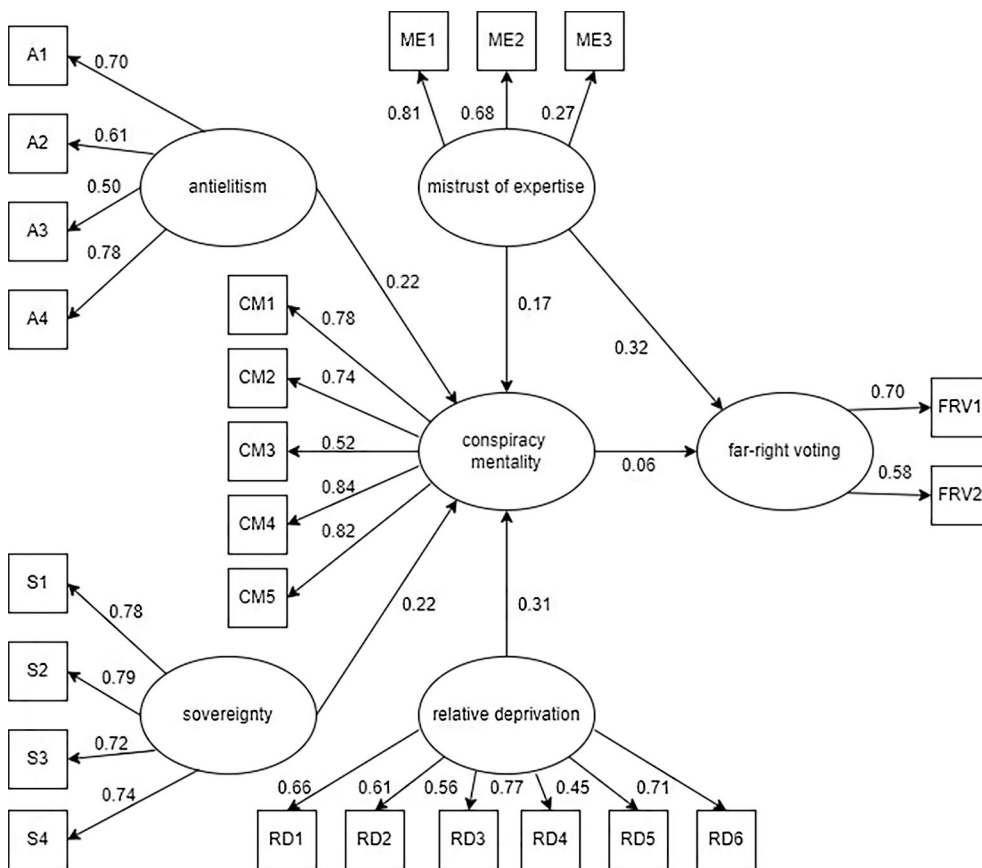 ME1 ME2 ME3
A1
0.70
0.81 0.68 0.27
A2
0.61
antielitism
mistrust of expertise
0.50
A3
0.78
A4
0.22
CM1
0.78
0.17
0.32
CM2
0.74
CM3
0.52
conspiracy
mentality
0.06
far-right voting
0.70
FRV1
0.58
FRV2
CM4
0.84
0.82
CM5
S1
0.78
0.22
0.31
S2
0.79
sovereignty
relative deprivation
S3
0.72
0.74
S4
0.66 0.61 0.56 0.77 0.45 0.71
RD1 RD2 RD3 RD4 RD5 RD6